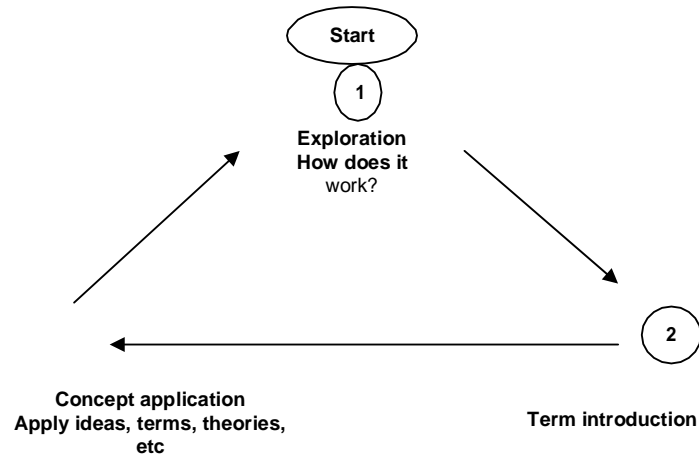 Start
1
Exploration
How does it
work?
2
Concept application
Apply ideas, terms, theories,
etc
Term introduction